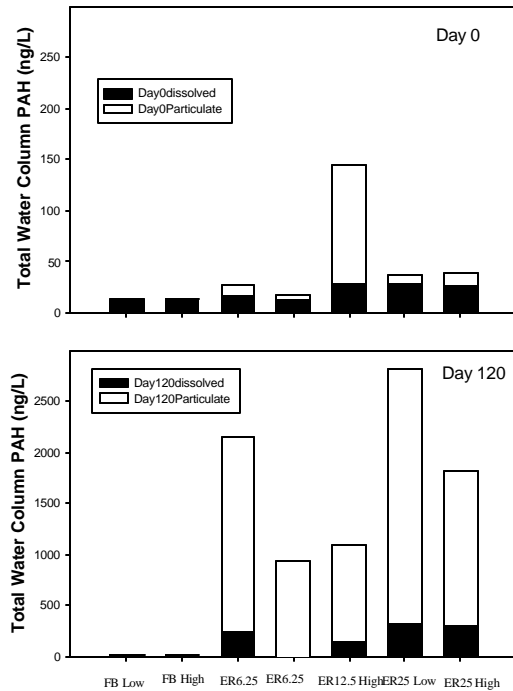 Total Water Column PAH (ng/L)
Day 0
250
200
150
100
50
0
Day0dissolved
Day0Particulate
Total Water Column PAH (ng/L)
Day 120
2500
2000
1500
1000
500
0
Day120dissolved
Day120Particulate
FB Low
FB High
ER6.25
ER6.25
ER12.5 High
ER25 Low
ER25 High